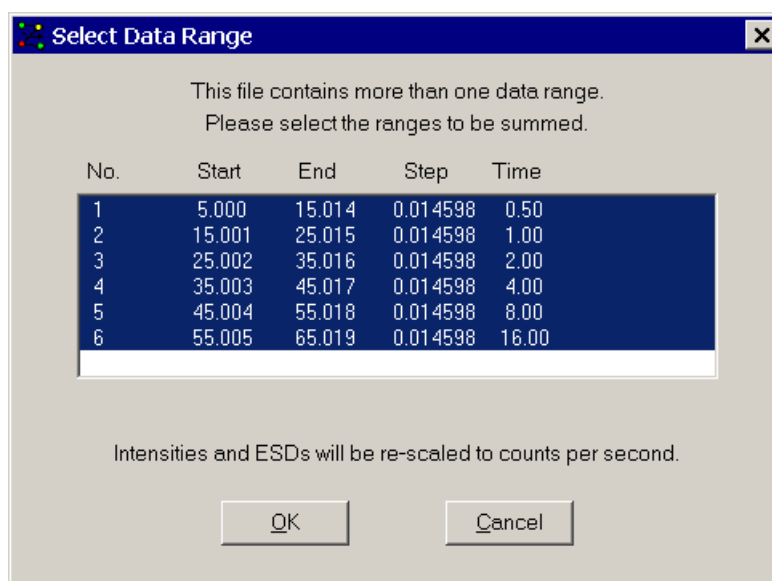 Select Data Range
This file contains more than one data range.
Please select the ranges to be summed.
No. Start End Step Time
1 5.000 15.014 0.014598 0.50
2 15.001 25.015 0.014598 1.00
3 25.002 35.016 0.014598 2.00
4 35.003 45.017 0.014598 4.00
5 45.004 55.018 0.014598 8.00
6 55.005 65.019 0.014598 16.00
Intensities and ESDs will be re-scaled to counts per second.
OK Cancel